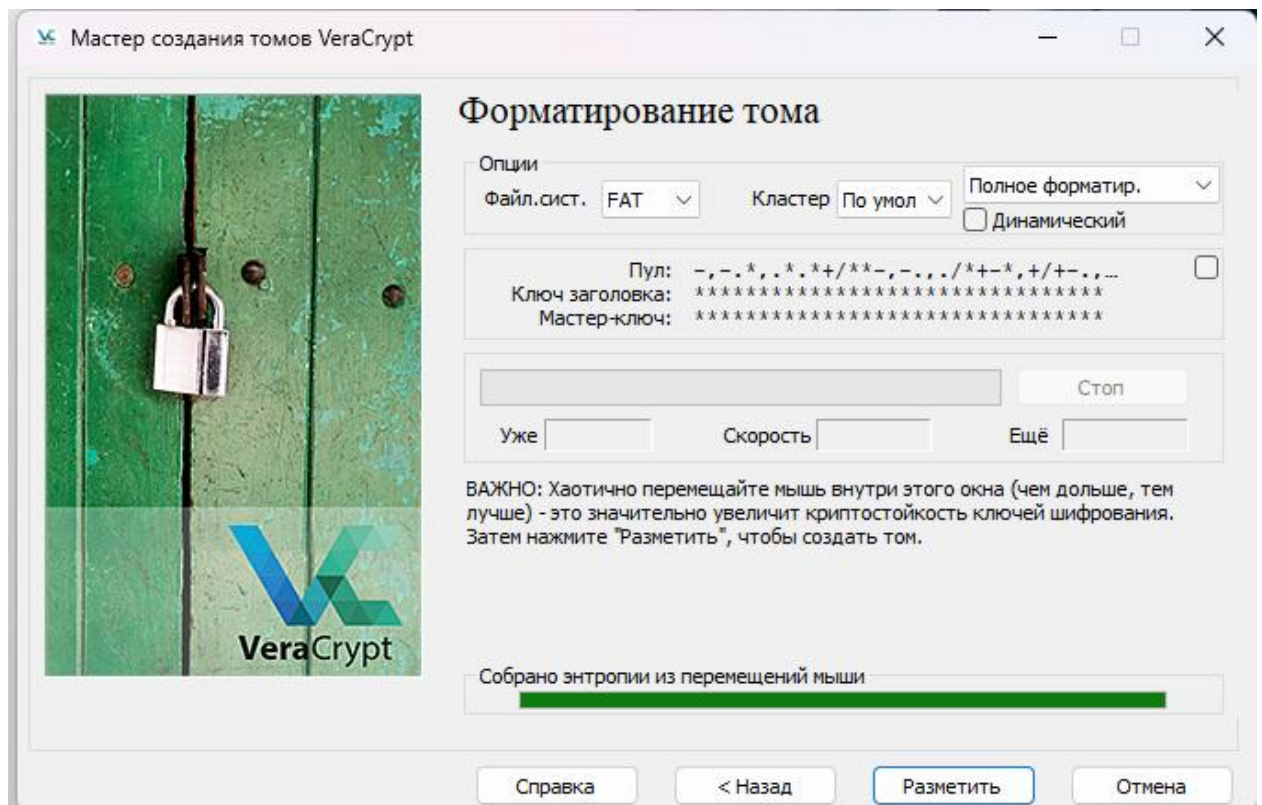 Мастер создания томов VeraCrypt
Форматирование тома
Опции
Файл.сист. FAT Кластер По умол Полное форматир.
Динамический
Пул: -,-.*,.*.*+/**-,-.,./*+-*,+/+-.,…
Ключ заголовка: ********************************
Мастер-ключ: ********************************
Стоп
Уже Скорость Ещё
ВАЖНО: Хаотично перемещайте мышь внутри этого окна (чем дольше, тем
лучше) - это значительно увеличит криптостойкость ключей шифрования.
Затем нажмите "Разметить", чтобы создать том.
VeraCrypt
Собрано энтропии из перемещений мыши
Справка < Назад Разметить Отмена